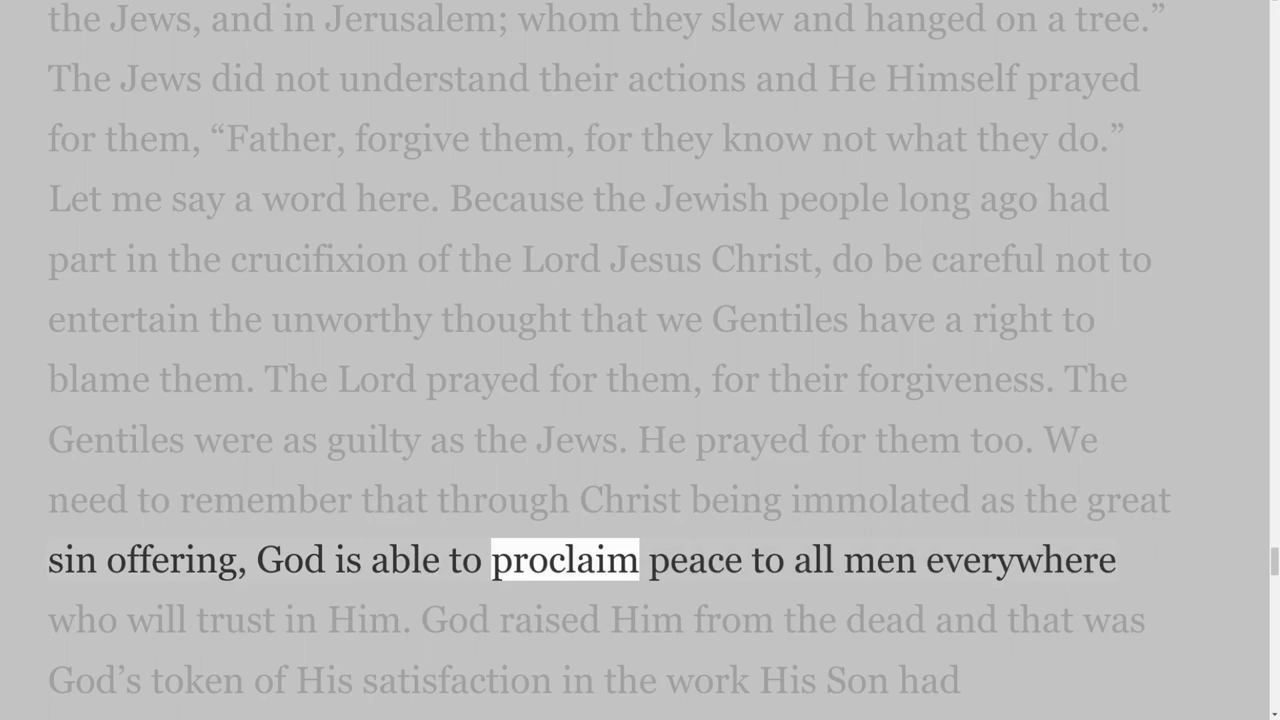 the Jews, and in Jerusalem; whom they slew and hanged on a tree.”
The Jews did not understand their actions and He Himself prayed
for them, “Father, forgive them, for they know not what they do.”
Let me say a word here. Because the Jewish people long ago had
part in the crucifixion of the Lord Jesus Christ, do be careful not to
entertain the unworthy thought that we Gentiles have a right to
blame them. The Lord prayed for them, for their forgiveness. The
Gentiles were as guilty as the Jews. He prayed for them too. We
need to remember that through Christ being immolated as the great
sin offering, God is able to proclaim peace to all men everywhere
who will trust in Him. God raised Him from the dead and that was
God’s token of His satisfaction in the work His Son had